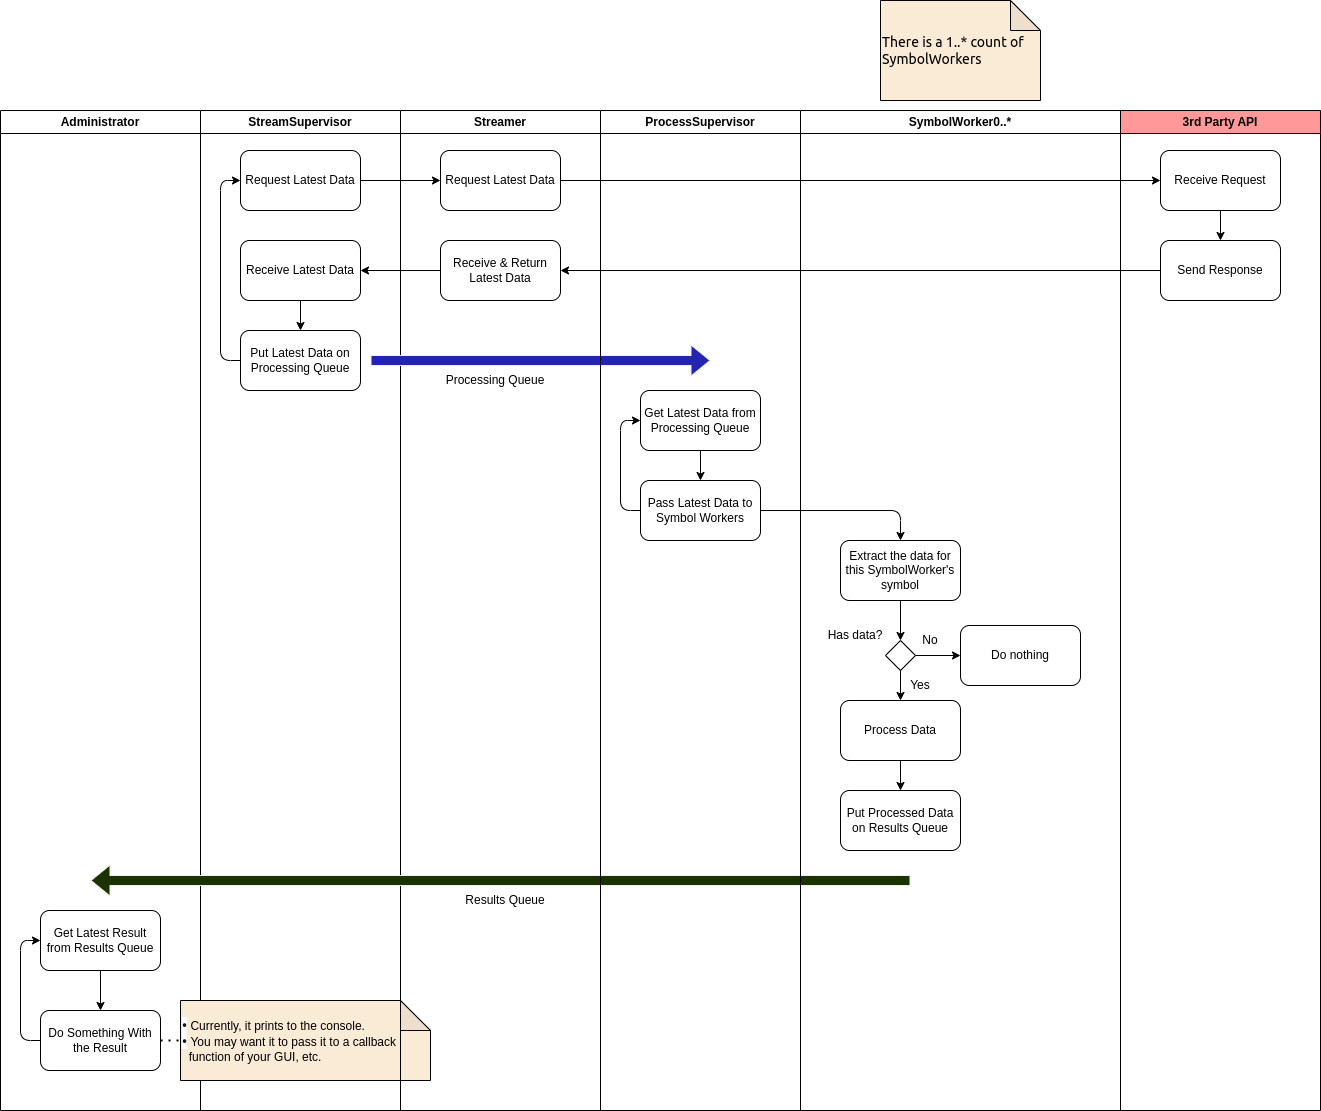 There is a 1..* count of
SymbolWorkers
Administrator
StreamSupervisor
Streamer
ProcessSupervisor
SymbolWorker0..*
3rd Party API
Request Latest Data
Request Latest Data
Receive Request
Receive Latest Data
Receive & Return
Latest Data
Send Response
Put Latest Data on
Processing Queue
Processing Queue
Get Latest Data from
Processing Queue
Pass Latest Data to
Symbol Workers
Extract the data for
this SymbolWorker's
symbol
Has data?
No
Do nothing
Yes
Process Data
Put Processed Data
on Results Queue
Results Queue
Get Latest Result
from Results Queue
Do Something With
the Result
• Currently, it prints to the console.
• You may want it to pass it to a callback
function of your GUI, etc.